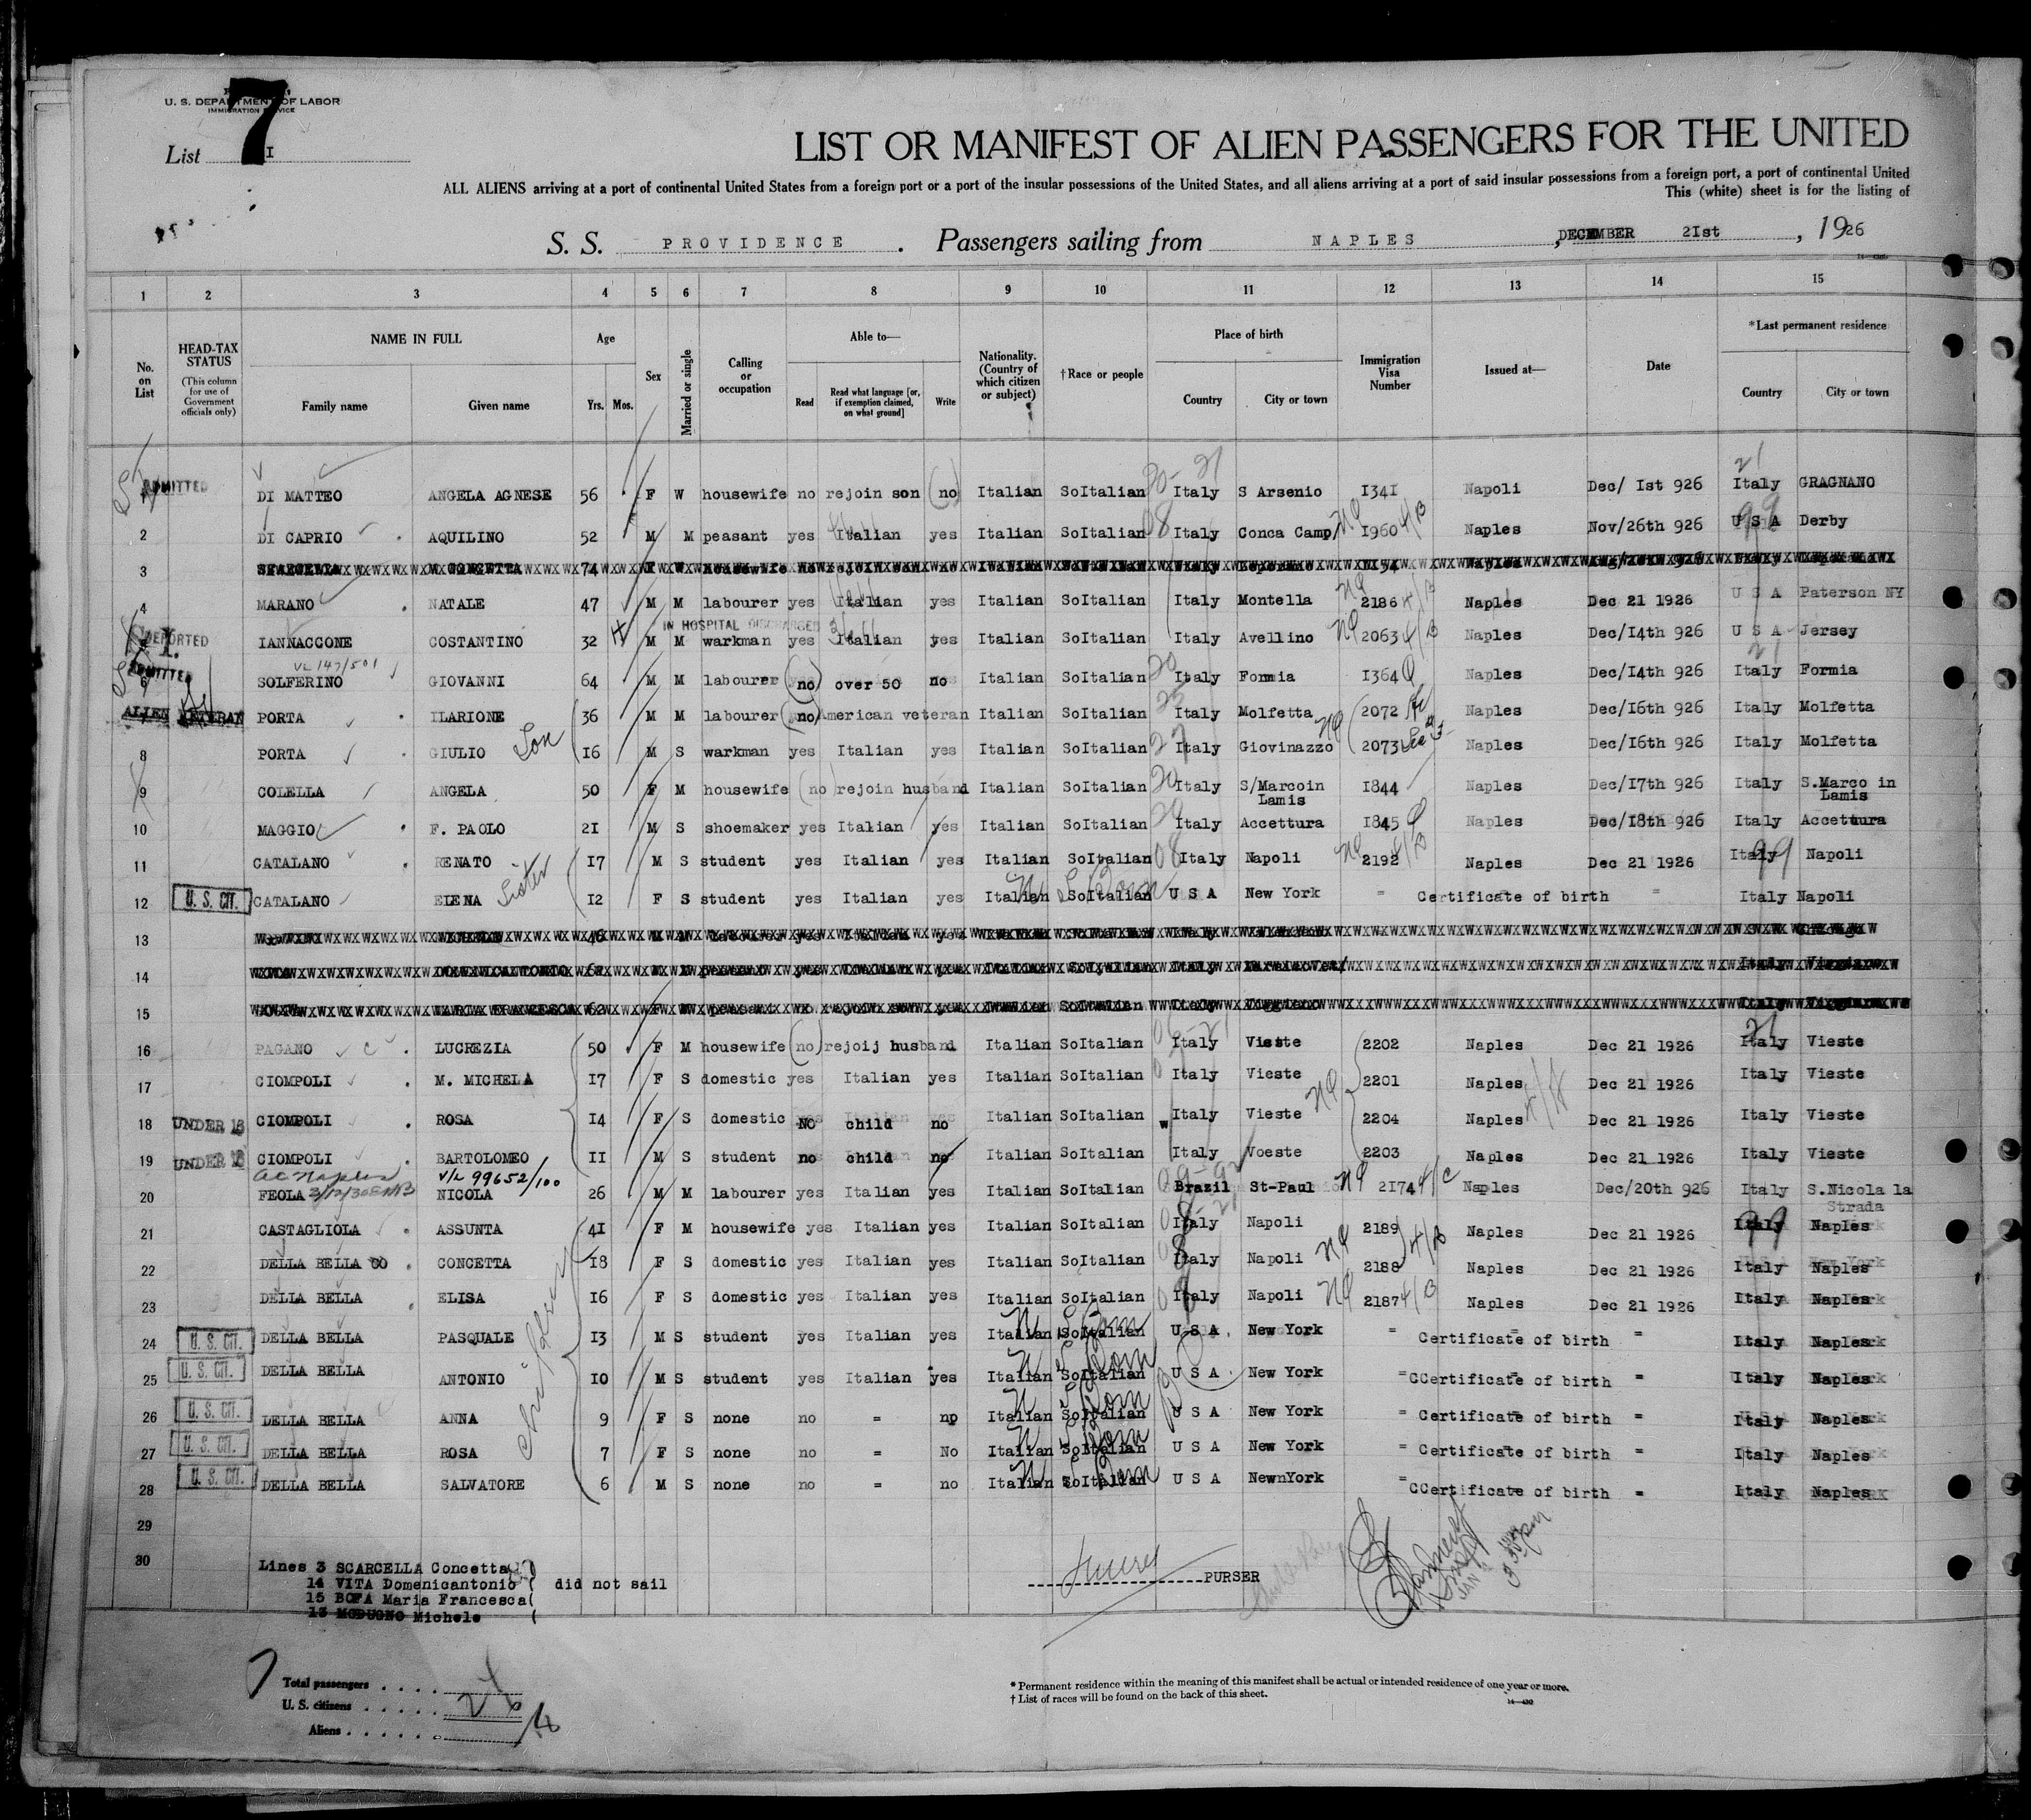 U. S. DEPARTMENT OF LABOR
IMMIGRATION SERVICE
7
List I
LIST OR MANIFEST OF ALIEN PASSENGERS FOR THE UNITED
ALL ALIENS arriving at a port of continental United States from a foreign port or a port of the insular possessions of the United States, and all aliens arriving at a port of said insular possessions from a foreign port, a port of continental United
This (white) sheet is for the listing of
S. S. PROVIDENCE . Passengers sailing from NAPLES , DECEMBER 21st , 1926
1 2 3 4 5 6 7 8 9 10 11 12 13 14 15
No. on List
HEAD-TAX STATUS (This column for use of Government officials only)
NAME IN FULL Family name Given name
Age Yrs. Mos.
Sex
Married or single
Calling or occupation
Able to— Read Read what language [or, if exemption claimed, on what ground] Write
Nationality. (Country of which citizen or subject)
†Race or people
Place of birth Country City or town
Immigration Visa Number
Issued at—
Date
*Last permanent residence Country City or town
1 ADMITTED DI MATTEO ANGELA AGNESE 56 F W housewife no rejoin son (no) Italian SoItalian Italy S Arsenio 1341 Napoli Dec/ Ist 926 Italy GRAGNANO
2 DI CAPRIO AQUILINO 52 M M peasant yes Italian yes Italian SoItalian Italy Conca Camp/ 1960 Naples Nov/26th 926 U S A Derby
3 74
4 MARANO NATALE 47 M M labourer yes Italian yes Italian SoItalian Italy Montella 2186 Naples Dec 21 1926 U S A Paterson NY
IN HOSPITAL DISCHARGED
DEPORTED IANNACCONE COSTANTINO 32 M M warkman yes Italian yes Italian SoItalian Italy Avellino 2063 Naples Dec/14th 926 U S A Jersey
VL 147/501
6 ADMITTED SOLFERINO GIOVANNI 64 M M labourer (no) over 50 no Italian SoItalian Italy Formia 1364 Naples Dec/14th 926 Italy Formia
ALIEN VETERAN PORTA ILARIONE 36 M M labourer (no) American veteran Italian SoItalian Italy Molfetta 2072 Naples Dec/16th 926 Italy Molfetta
8 PORTA GIULIO Son 16 M S warkman yes Italian yes Italian SoItalian Italy Giovinazzo 2073 Naples Dec/16th 926 Italy Molfetta
9 COLELLA ANGELA 50 F M housewife (no) rejoin husband Italian SoItalian Italy S/Marcoin Lamis 1844 Naples Dec/17th 926 Italy S.Marco in Lamis
10 MAGGIO F. PAOLO 21 M S shoemaker yes Italian yes Italian SoItalian Italy Accettura 1845 Naples Dec/18th 926 Italy Accettura
11 CATALANO RENATO 17 M S student yes Italian yes Italian SoItalian Italy Napoli 2192 Naples Dec 21 1926 Italy Napoli
12 U. S. CIT. CATALANO ELENA Sister 12 F S student yes Italian yes Italian SoItalian U S A New York = Certificate of birth = Italy Napoli
13
14
15
16 PAGANO LUCREZIA 50 F M housewife (no) rejoij husband Italian SoItalian Italy Vieste 2202 Naples Dec 21 1926 Italy Vieste
17 CIOMPOLI M. MICHELA 17 F S domestic yes Italian yes Italian SoItalian Italy Vieste 2201 Naples Dec 21 1926 Italy Vieste
18 UNDER 16 CIOMPOLI ROSA 14 F S domestic NO child no Italian SoItalian Italy Vieste 2204 Naples Dec 21 1926 Italy Vieste
19 UNDER 16 CIOMPOLI BARTOLOMEO 11 M S student no child no Italian SoItalian Italy Voeste 2203 Naples Dec 21 1926 Italy Vieste
V/L 99652/100
20 FEOLA NICOLA 26 M M labourer yes Italian yes Italian SoItalian Brazil St-Paul 2174 Naples Dec/20th 926 Italy S.Nicola la Strada
21 CASTAGLIOLA ASSUNTA 41 F M housewife yes Italian yes Italian SoItalian Italy Napoli 2189 Naples Dec 21 1926 Italy Naples
22 DELLA BELLA CONCETTA 18 F S domestic yes Italian yes Italian SoItalian Italy Napoli 2188 Naples Dec 21 1926 Italy Naples
23 DELLA BELLA ELISA 16 F S domestic yes Italian yes Italian SoItalian Italy Napoli 2187 Naples Dec 21 1926 Italy Naples
children
24 U. S. CIT. DELLA BELLA PASQUALE 13 M S student yes Italian yes Italian SoItalian U S A New York = Certificate of birth = Italy Naples
25 U. S. CIT. DELLA BELLA ANTONIO 10 M S student yes Italian yes Italian SoItalian U S A New York =CCertificate of birth = Italy Naples
26 U. S. CIT. DELLA BELLA ANNA 9 F S none no = np Italian SoItalian U S A New York = Certificate of birth = Italy Naples
27 U. S. CIT. DELLA BELLA ROSA 7 F S none no = No Italian SoItalian U S A New York = Certificate of birth = Italy Naples
28 U. S. CIT. DELLA BELLA SALVATORE 6 M S none no = no Italian SoItalian U S A NewnYork = CCertificate of birth = Italy Naples
29
30
Lines 3 SCARCELLA Concetta
14 VITA Domenicantonio ( did not sail
15 BOFA Maria Francesca(
13 MODUGNO Michele (
PURSER
Total passengers
U. S. citizens
Aliens
* Permanent residence within the meaning of this manifest shall be actual or intended residence of one year or more.
† List of races will be found on the back of this sheet.